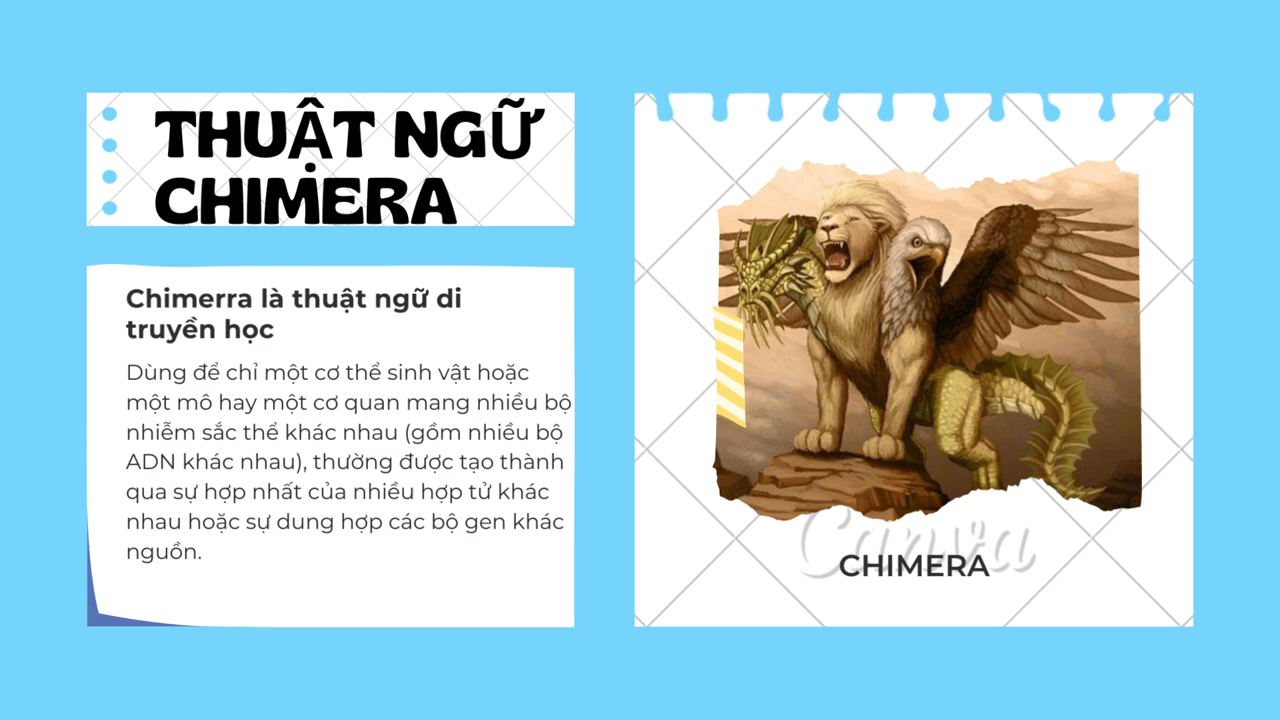 THUẬT NGỮ
CHIMERA
Chimerra là thuật ngữ di
truyền học
Dùng để chỉ một cơ thể sinh vật hoặc
một mô hay một cơ quan mang nhiều bộ
nhiễm sắc thể khác nhau (gồm nhiều bộ
ADN khác nhau), thường được tạo thành
qua sự hợp nhất của nhiều hợp tử khác
nhau hoặc sự dung hợp các bộ gen khác
nguồn.
Canva
CHIMERA